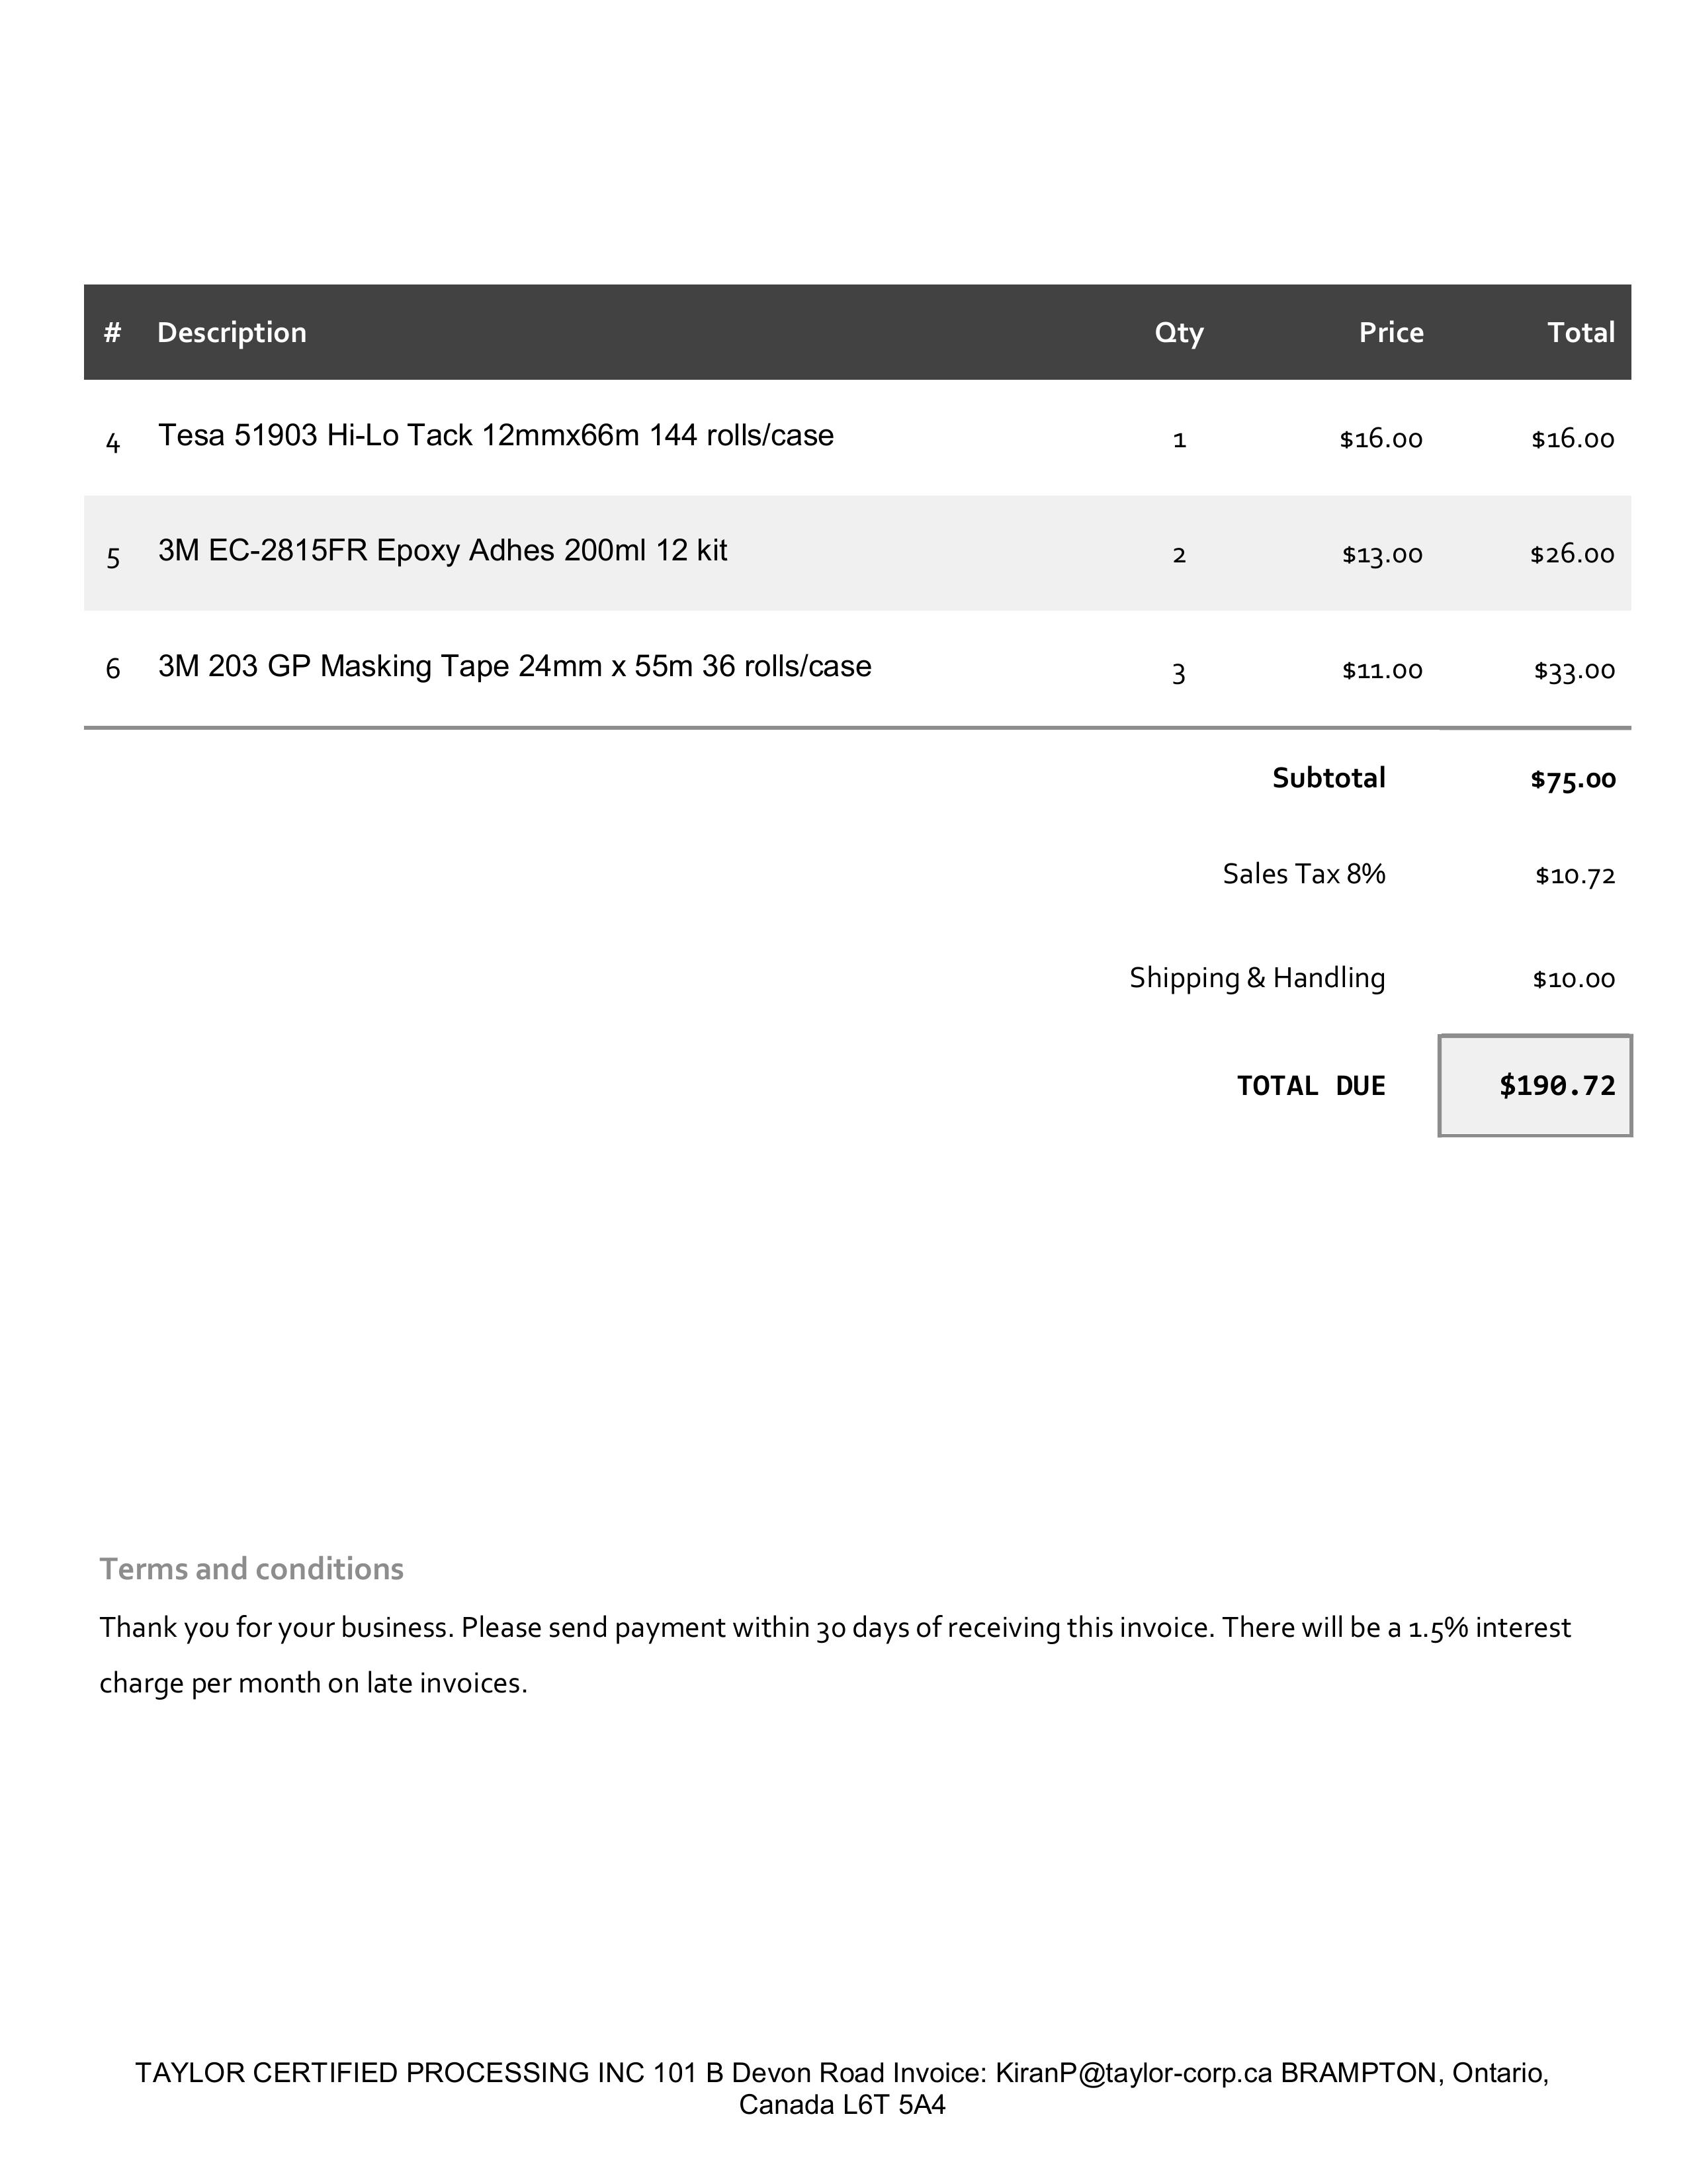 # Description Qty Price Total
4 Tesa 51903 Hi-Lo Tack 12mmx66m 144 rolls/case 1 $16.00 $16.00
5 3M EC-2815FR Epoxy Adhes 200ml 12 kit 2 $13.00 $26.00
6 3M 203 GP Masking Tape 24mm x 55m 36 rolls/case 3 $11.00 $33.00
Subtotal $75.00
Sales Tax 8% $10.72
Shipping & Handling $10.00
TOTAL DUE $190.72
Terms and conditions
Thank you for your business. Please send payment within 30 days of receiving this invoice. There will be a 1.5% interest
charge per month on late invoices.
TAYLOR CERTIFIED PROCESSING INC 101 B Devon Road Invoice: KiranP@taylor-corp.ca BRAMPTON, Ontario,
Canada L6T 5A4